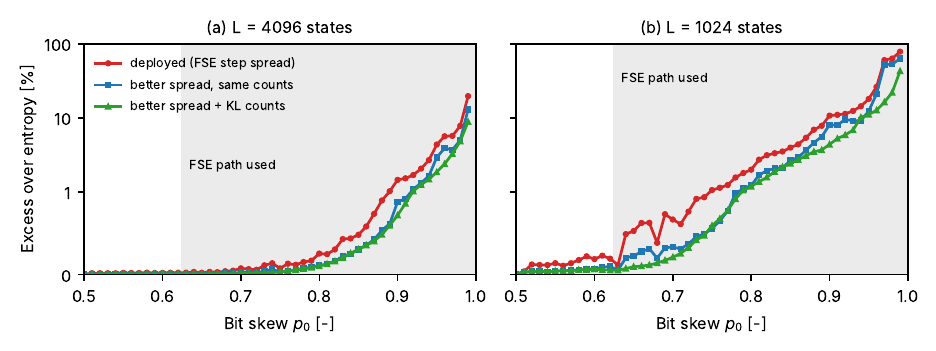 (a) L = 4096 states
(b) L = 1024 states
Excess over entropy [%]
100
10
1
0
deployed (FSE step spread)
better spread, same counts
better spread + KL counts
FSE path used
FSE path used
0.5 0.6 0.7 0.8 0.9 1.0
0.5 0.6 0.7 0.8 0.9 1.0
Bit skew p₀ [-]
Bit skew p₀ [-]